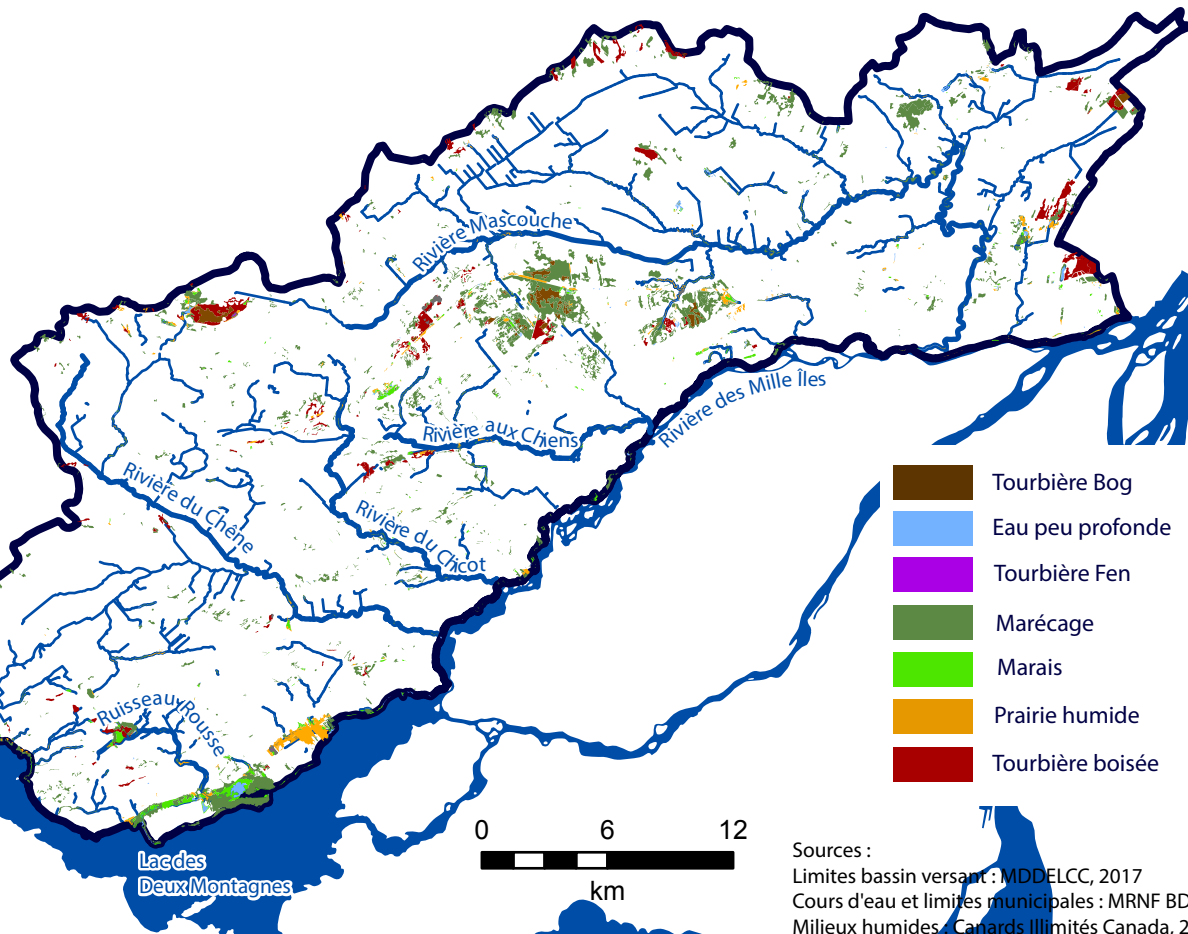 Rivière Mascouche
Rivière des Mille Îles
Rivière aux Chiens
Rivière du Chêne
Rivière du Chicot
Ruisseau Rousse
Lac des
Deux Montagnes
Tourbière Bog
Eau peu profonde
Tourbière Fen
Marécage
Marais
Prairie humide
Tourbière boisée
0 6 12
km
Sources :
Limites bassin versant : MDDELCC, 2017
Cours d'eau et limites municipales : MRNF BD
Milieux humides : Canards Illimités Canada, 2